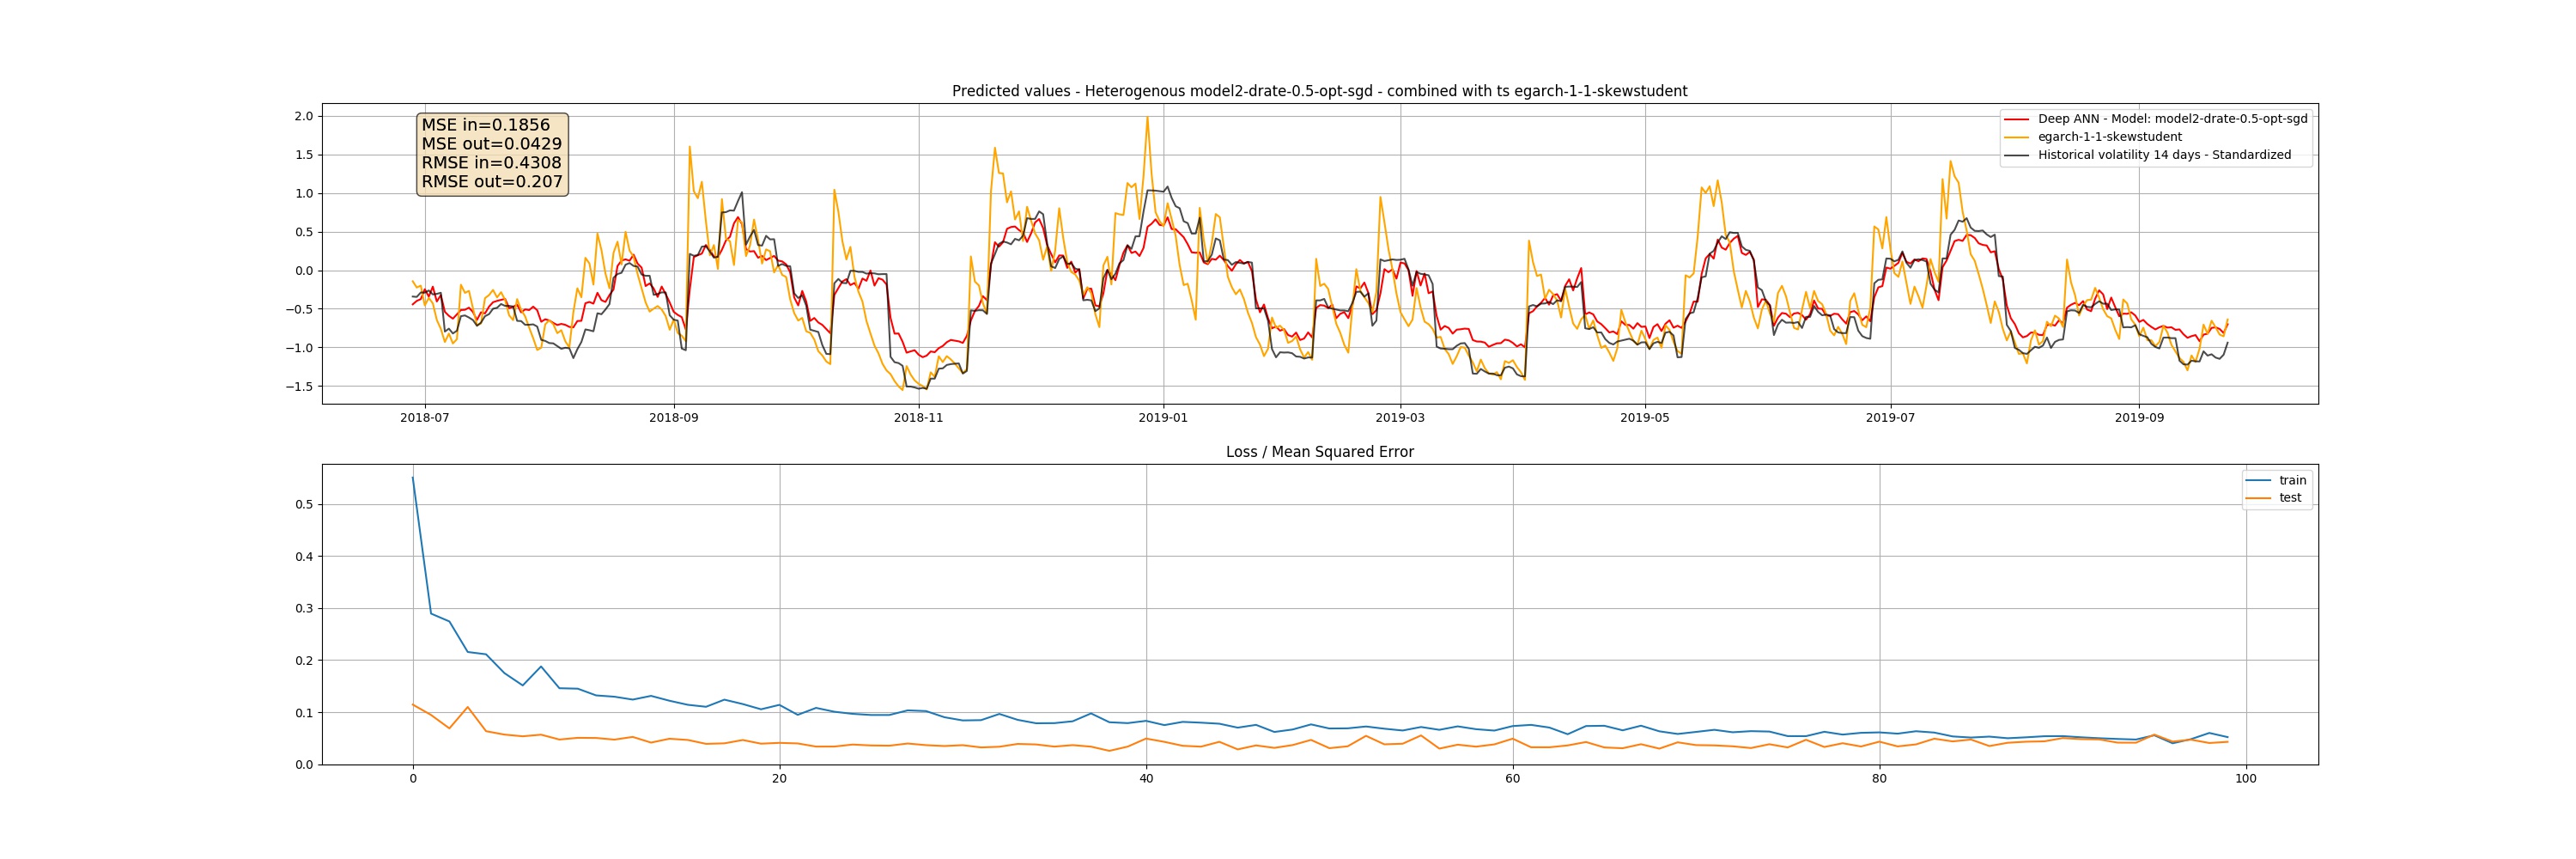 Predicted values - Heterogenous model2-drate-0.5-opt-sgd - combined with ts egarch-1-1-skewstudent
2.0
1.5
1.0
0.5
0.0
−0.5
−1.0
−1.5
MSE in=0.1856
MSE out=0.0429
RMSE in=0.4308
RMSE out=0.207
Deep ANN - Model: model2-drate-0.5-opt-sgd
egarch-1-1-skewstudent
Historical volatility 14 days - Standardized
2018-07 2018-09 2018-11 2019-01 2019-03 2019-05 2019-07 2019-09
Loss / Mean Squared Error
0.5
0.4
0.3
0.2
0.1
0.0
train
test
0 20 40 60 80 100